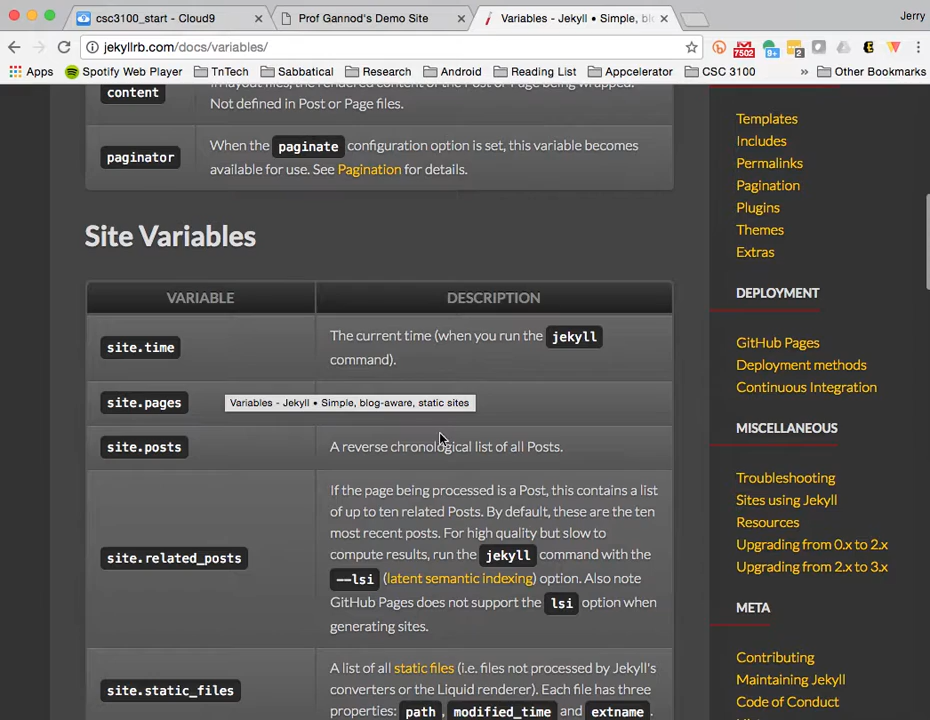 csc3100_start - Cloud9
Prof Gannod's Demo Site
Variables - Jekyll • Simple, blo
Jerry
jekyllrb.com/docs/variables/
7502
9+
2
Apps
Spotify Web Player
TnTech
Sabbatical
Research
Android
Reading List
Appcelerator
CSC 3100
»
Other Bookmarks
content
In layout files, the rendered content of the Post or Page being wrapped.
Not defined in Post or Page files.
paginator
When the paginate configuration option is set, this variable becomes
available for use. See Pagination for details.
Site Variables
VARIABLE
DESCRIPTION
site.time
The current time (when you run the jekyll
command).
site.pages
Variables - Jekyll • Simple, blog-aware, static sites
site.posts
A reverse chronological list of all Posts.
site.related_posts
If the page being processed is a Post, this contains a list
of up to ten related Posts. By default, these are the ten
most recent posts. For high quality but slow to
compute results, run the jekyll command with the
--lsi (latent semantic indexing) option. Also note
GitHub Pages does not support the lsi option when
generating sites.
site.static_files
A list of all static files (i.e. files not processed by Jekyll's
converters or the Liquid renderer). Each file has three
properties: path, modified_time and extname.
Templates
Includes
Permalinks
Pagination
Plugins
Themes
Extras
DEPLOYMENT
GitHub Pages
Deployment methods
Continuous Integration
MISCELLANEOUS
Troubleshooting
Sites using Jekyll
Resources
Upgrading from 0.x to 2.x
Upgrading from 2.x to 3.x
META
Contributing
Maintaining Jekyll
Code of Conduct